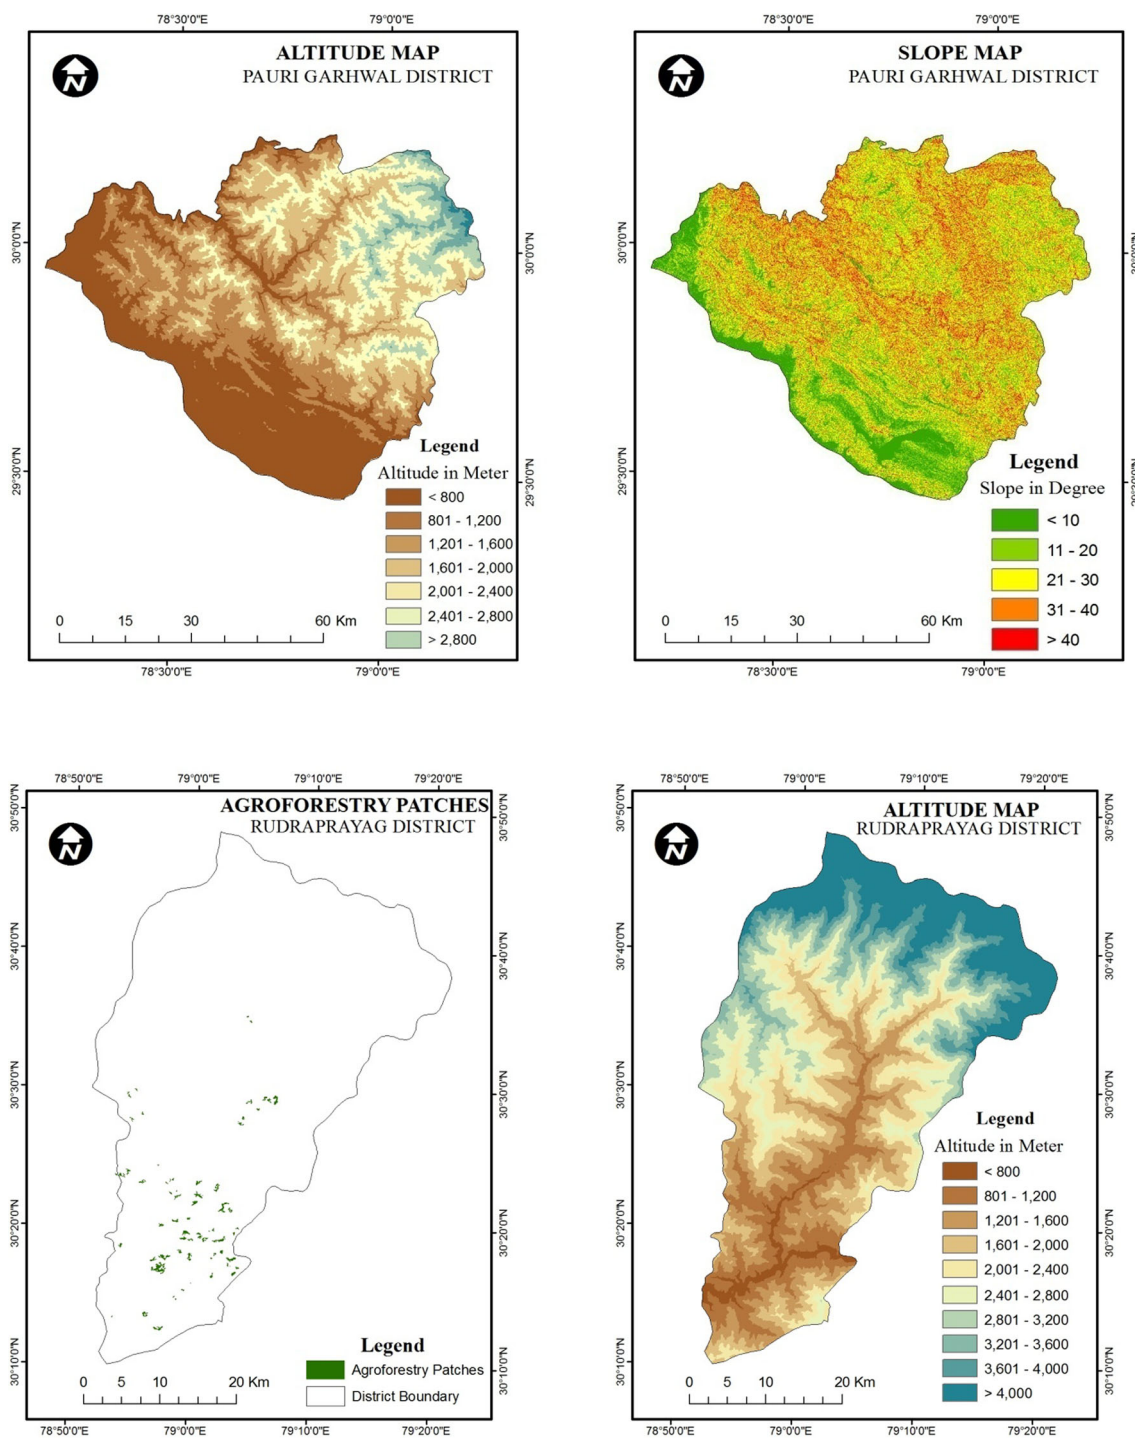 78°30'0"E 79°0'0"E
ALTITUDE MAP
PAURI GARHWAL DISTRICT
N
30°0'0"N
30°0'0"N
29°30'0"N
29°30'0"N
Legend
Altitude in Meter
< 800
801 - 1,200
1,201 - 1,600
1,601 - 2,000
2,001 - 2,400
2,401 - 2,800
> 2,800
0 15 30 60 Km
78°30'0"E 79°0'0"E
78°30'0"E 79°0'0"E
SLOPE MAP
PAURI GARHWAL DISTRICT
N
30°0'0"N
29°30'0"N
Legend
Slope in Degree
< 10
11 - 20
21 - 30
31 - 40
> 40
0 15 30 60 Km
78°30'0"E 79°0'0"E
78°50'0"E 79°0'0"E 79°10'0"E 79°20'0"E
AGROFORESTRY PATCHES
RUDRAPRAYAG DISTRICT
N
30°50'0"N
30°50'0"N
30°40'0"N
30°40'0"N
30°30'0"N
30°30'0"N
30°20'0"N
30°20'0"N
30°10'0"N
30°10'0"N
Legend
Agroforestry Patches
District Boundary
0 5 10 20 Km
78°50'0"E 79°0'0"E 79°10'0"E 79°20'0"E
78°50'0"E 79°0'0"E 79°10'0"E 79°20'0"E
ALTITUDE MAP
RUDRAPRAYAG DISTRICT
N
30°50'0"N
30°50'0"N
30°40'0"N
30°40'0"N
30°30'0"N
30°30'0"N
30°20'0"N
30°20'0"N
30°10'0"N
30°10'0"N
Legend
Altitude in Meter
< 800
801 - 1,200
1,201 - 1,600
1,601 - 2,000
2,001 - 2,400
2,401 - 2,800
2,801 - 3,200
3,201 - 3,600
3,601 - 4,000
> 4,000
0 5 10 20 Km
78°50'0"E 79°0'0"E 79°10'0"E 79°20'0"E